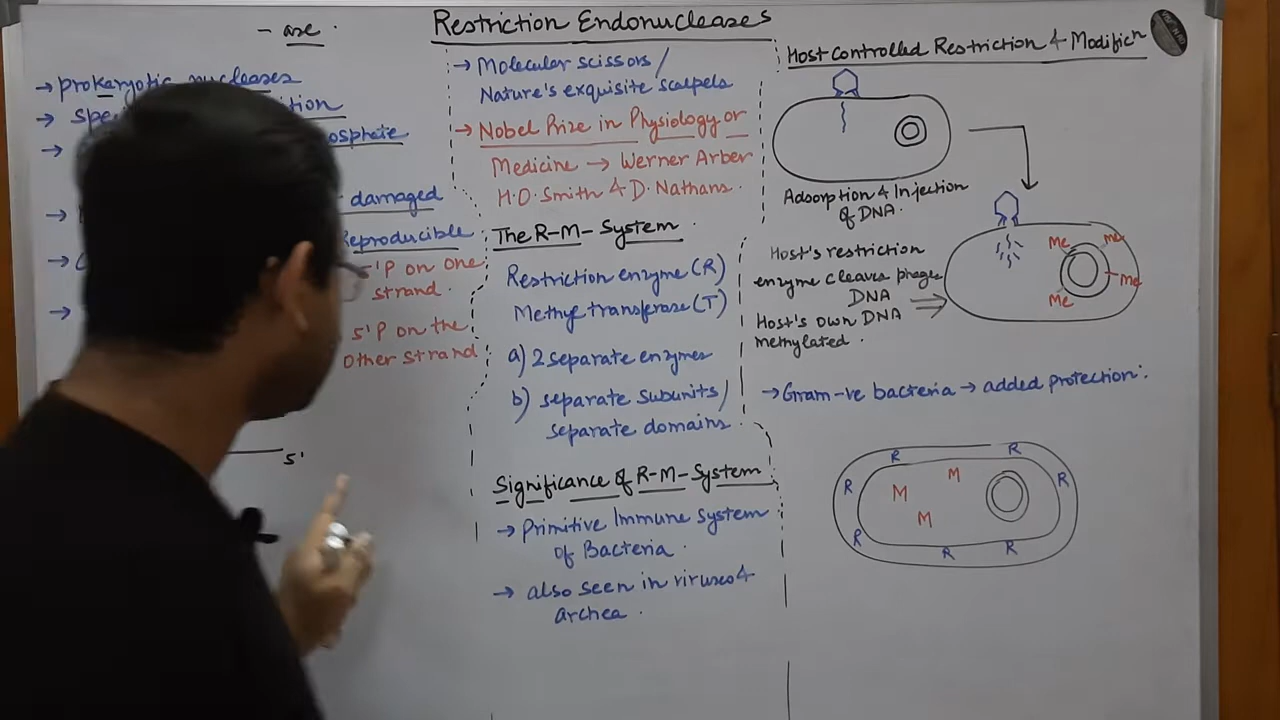 Restriction Endonucleases
- ase.
→ prokaryotic nucleases
→
→ osphate
→ damaged
→ Reproducible
→ 5'P on one
strand.
5'P on the
other strand
5'
→ Molecular scissors/
Nature's exquisite scalpels
→ Nobel Prize in Physiology or
Medicine → Werner Arber
H.O. Smith & D. Nathans.
The R-M- System
Restriction enzyme (R)
Methyl transferase (T)
a) 2 separate enzymes
b) separate subunits/
separate domains.
Significance of R-M-System
→ Primitive Immune System
of Bacteria.
→ also seen in viruses &
archea.
Host Controlled Restriction & Modificn
Adsorption & Injection
of DNA.
Host's restriction
enzyme cleaves phages
DNA
Host's own DNA ⇒
methylated.
Me Me
Me
Me
→ Gram-ve bacteria → added protection:
R R
R M M R
R M R R